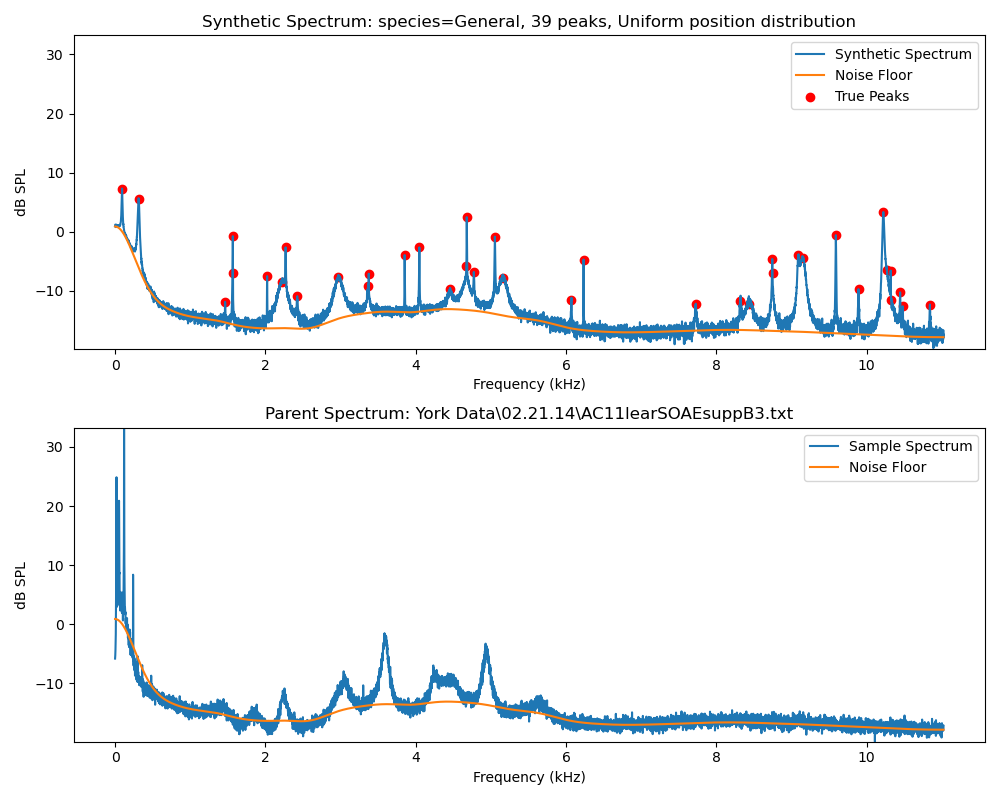 Synthetic Spectrum: species=General, 39 peaks, Uniform position distribution
30
20
10
0
−10
dB SPL
Synthetic Spectrum
Noise Floor
True Peaks
0 2 4 6 8 10
Frequency (kHz)
Parent Spectrum: York Data\02.21.14\AC11learSOAEsuppB3.txt
30
20
10
0
−10
dB SPL
Sample Spectrum
Noise Floor
0 2 4 6 8 10
Frequency (kHz)